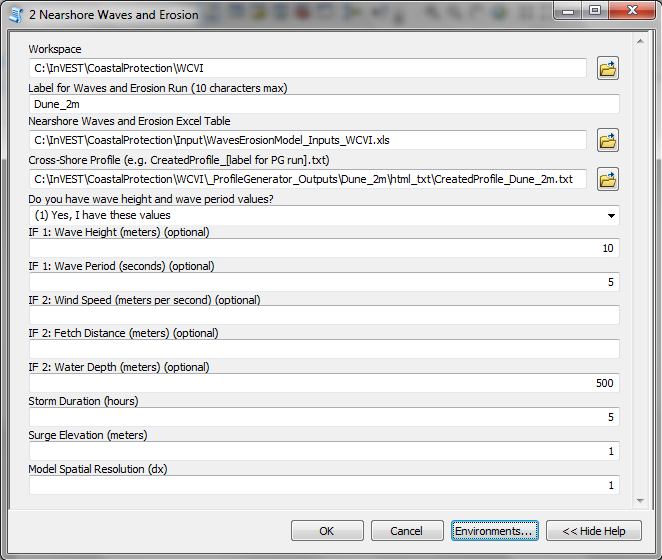 2 Nearshore Waves and Erosion
Workspace
C:\InVEST\CoastalProtection\WCVI
Label for Waves and Erosion Run (10 characters max)
Dune_2m
Nearshore Waves and Erosion Excel Table
C:\InVEST\CoastalProtection\Input\WavesErosionModel_Inputs_WCVI.xls
Cross-Shore Profile (e.g. CreatedProfile_[label for PG run].txt)
C:\InVEST\CoastalProtection\WCVI\_ProfileGenerator_Outputs\Dune_2m\html_txt\CreatedProfile_Dune_2m.txt
Do you have wave height and wave period values?
(1) Yes, I have these values
IF 1: Wave Height (meters) (optional)
10
IF 1: Wave Period (seconds) (optional)
5
IF 2: Wind Speed (meters per second) (optional)
IF 2: Fetch Distance (meters) (optional)
IF 2: Water Depth (meters) (optional)
500
Storm Duration (hours)
5
Surge Elevation (meters)
1
Model Spatial Resolution (dx)
1
OK Cancel Environments... << Hide Help